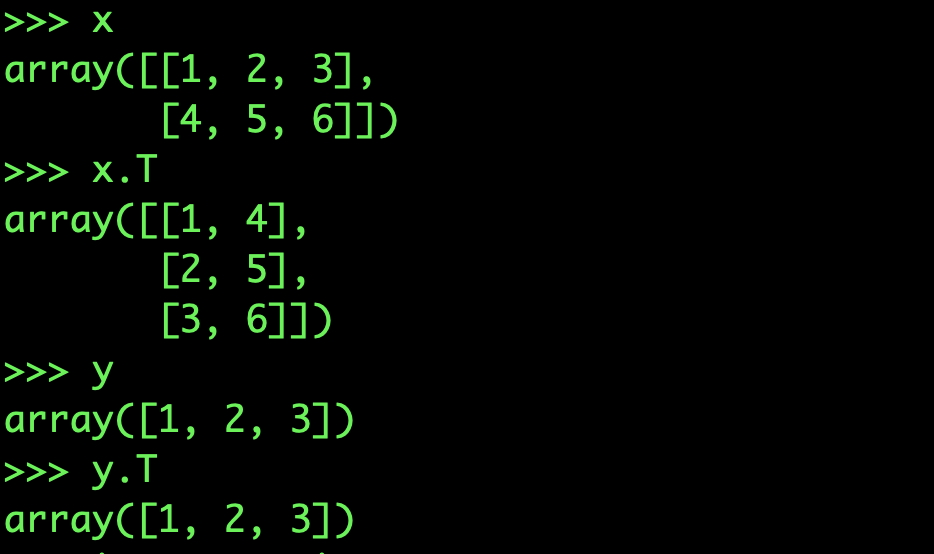 >>> x
array([[1, 2, 3],
       [4, 5, 6]])
>>> x.T
array([[1, 4],
       [2, 5],
       [3, 6]])
>>> y
array([1, 2, 3])
>>> y.T
array([1, 2, 3])